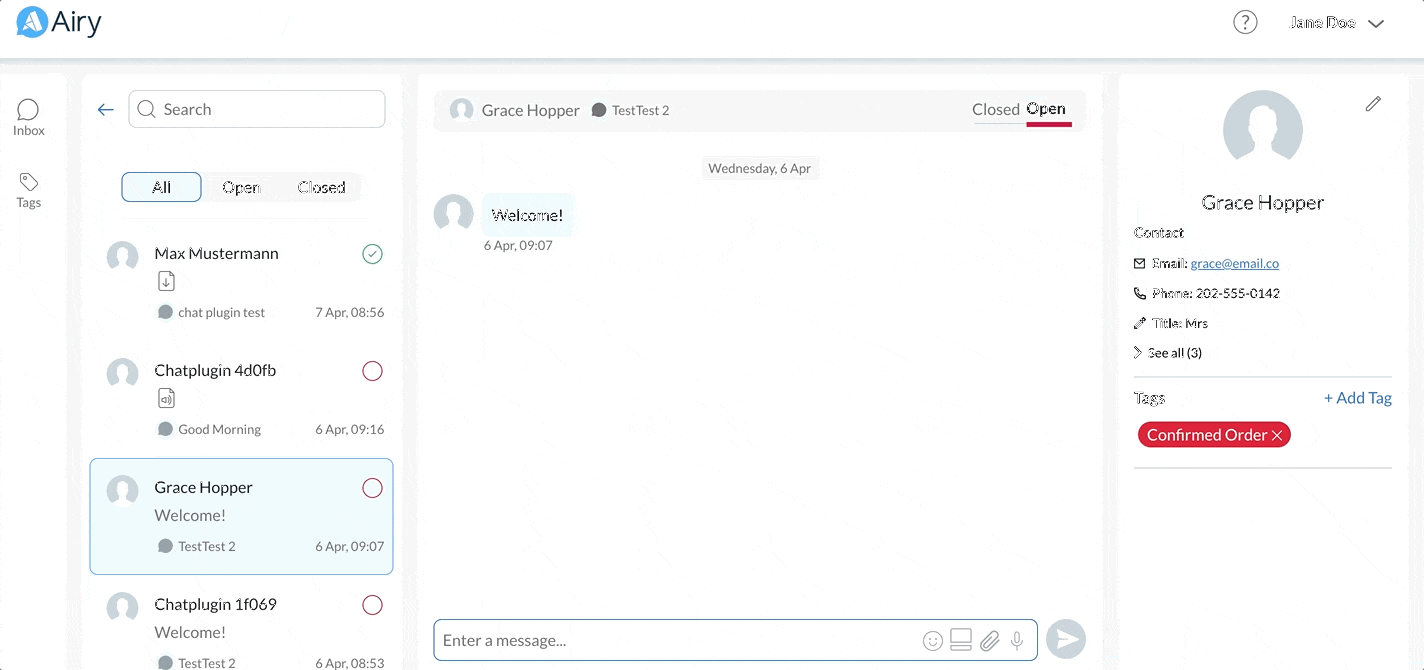 Airy
Jane Doe
Inbox
Tags
Search
All Open Closed
Max Mustermann
chat plugin test 7 Apr, 08:56
Chatplugin 4d0fb
Good Morning 6 Apr, 09:16
Grace Hopper
Welcome!
TestTest 2 6 Apr, 09:07
Chatplugin 1f069
Welcome!
TestTest 2 6 Apr, 08:53
Grace Hopper TestTest 2 Closed Open
Wednesday, 6 Apr
Welcome!
6 Apr, 09:07
Enter a message...
Grace Hopper
Contact
Email: grace@email.co
Phone: 202-555-0142
Title: Mrs
See all (3)
Tags + Add Tag
Confirmed Order